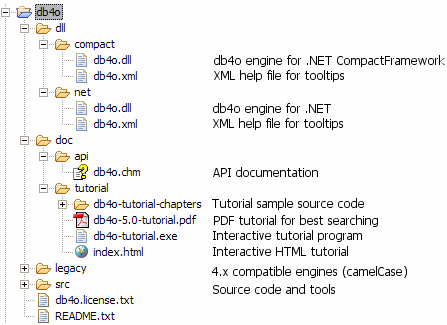 db4o
dll
compact
db4o.dll db4o engine for .NET CompactFramework
db4o.xml XML help file for tooltips
net
db4o.dll db4o engine for .NET
db4o.xml XML help file for tooltips
doc
api
db4o.chm API documentation
tutorial
db4o-tutorial-chapters Tutorial sample source code
db4o-5.0-tutorial.pdf PDF tutorial for best searching
db4o-tutorial.exe Interactive tutorial program
index.html Interactive HTML tutorial
legacy 4.x compatible engines (camelCase)
src Source code and tools
db4o.license.txt
README.txt